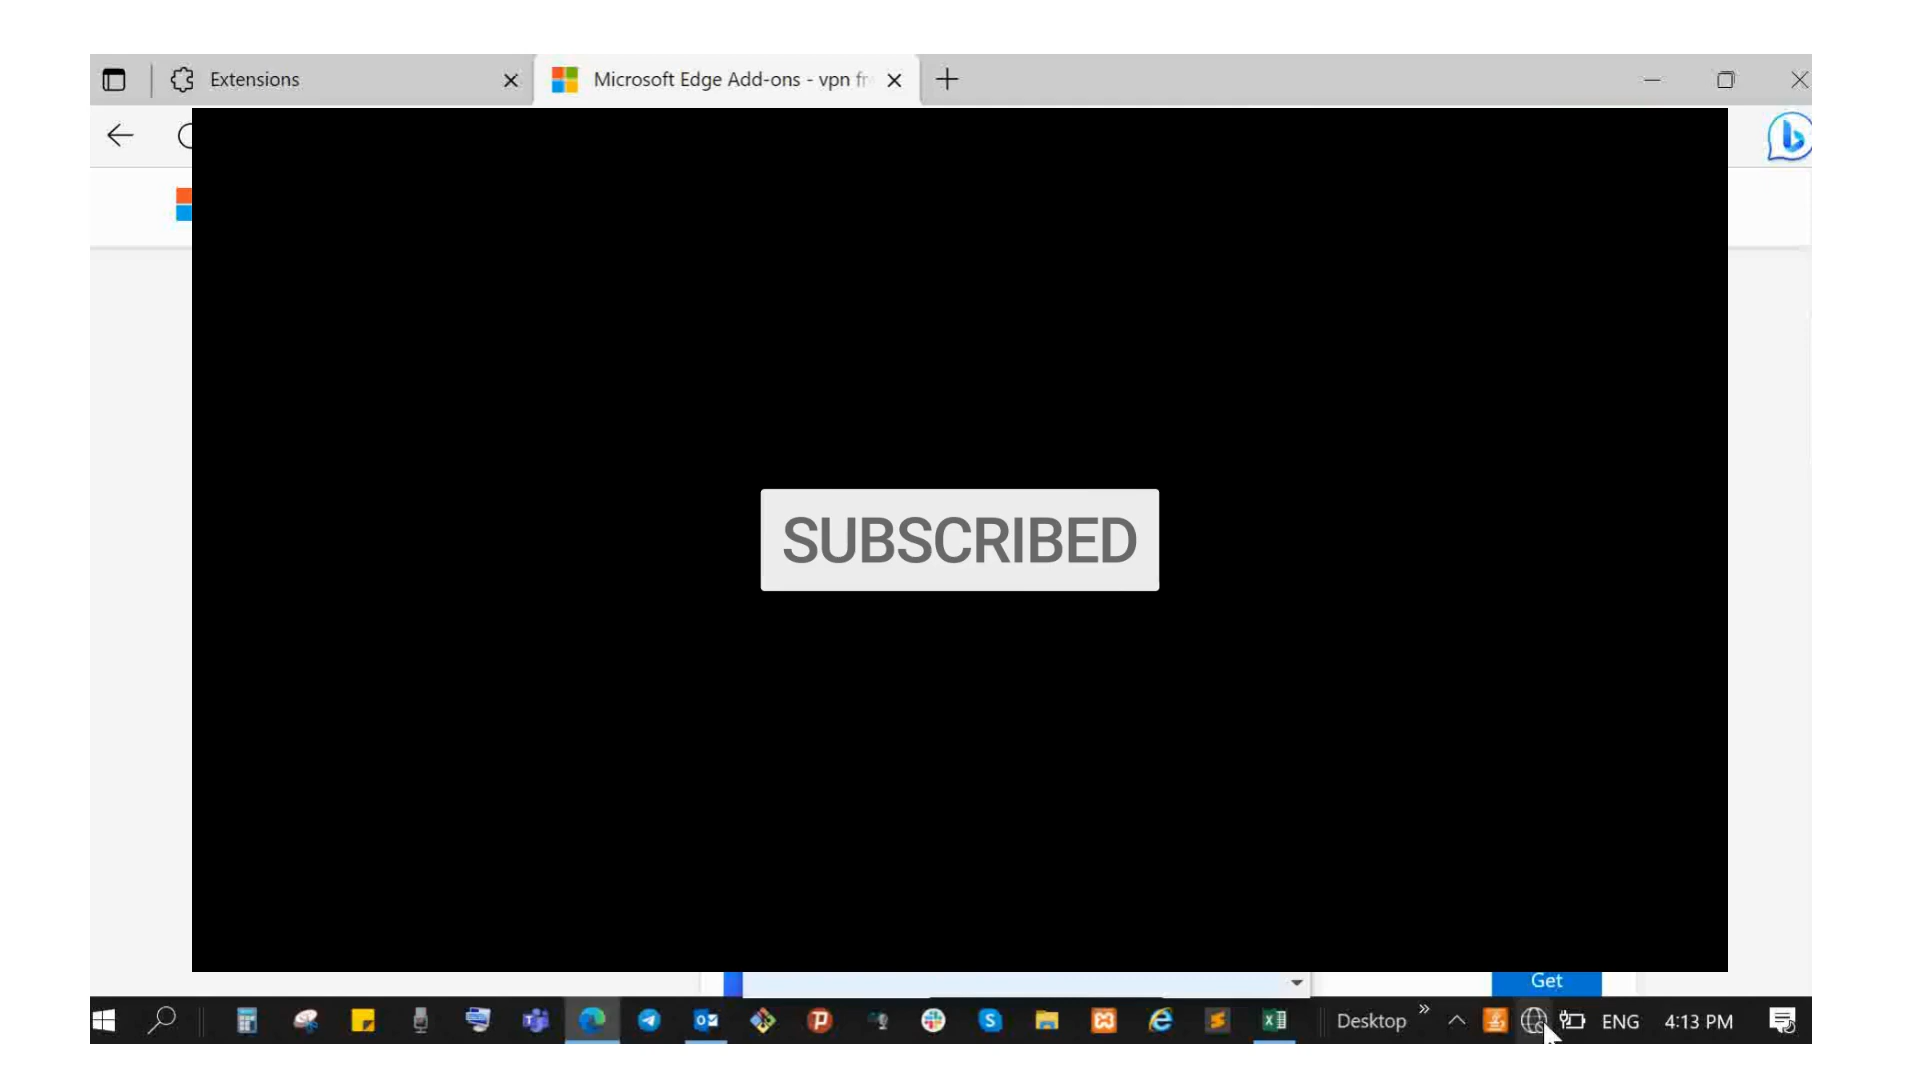 Extensions
Microsoft Edge Add-ons - vpn fr
SUBSCRIBED
Get
Desktop
ENG
4:13 PM